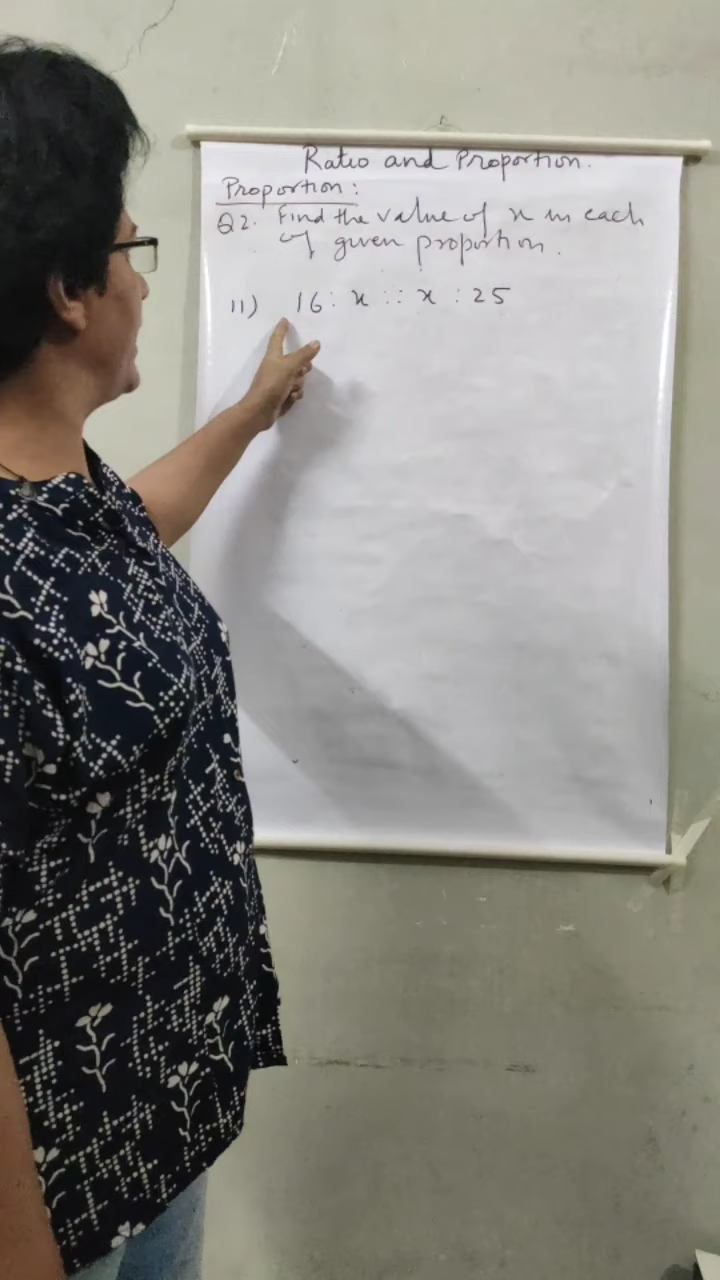 Ratio and Proportion.
Proportion:
Q2. Find the value of x in each
of given proportion.
11) 16 : x :: x : 25